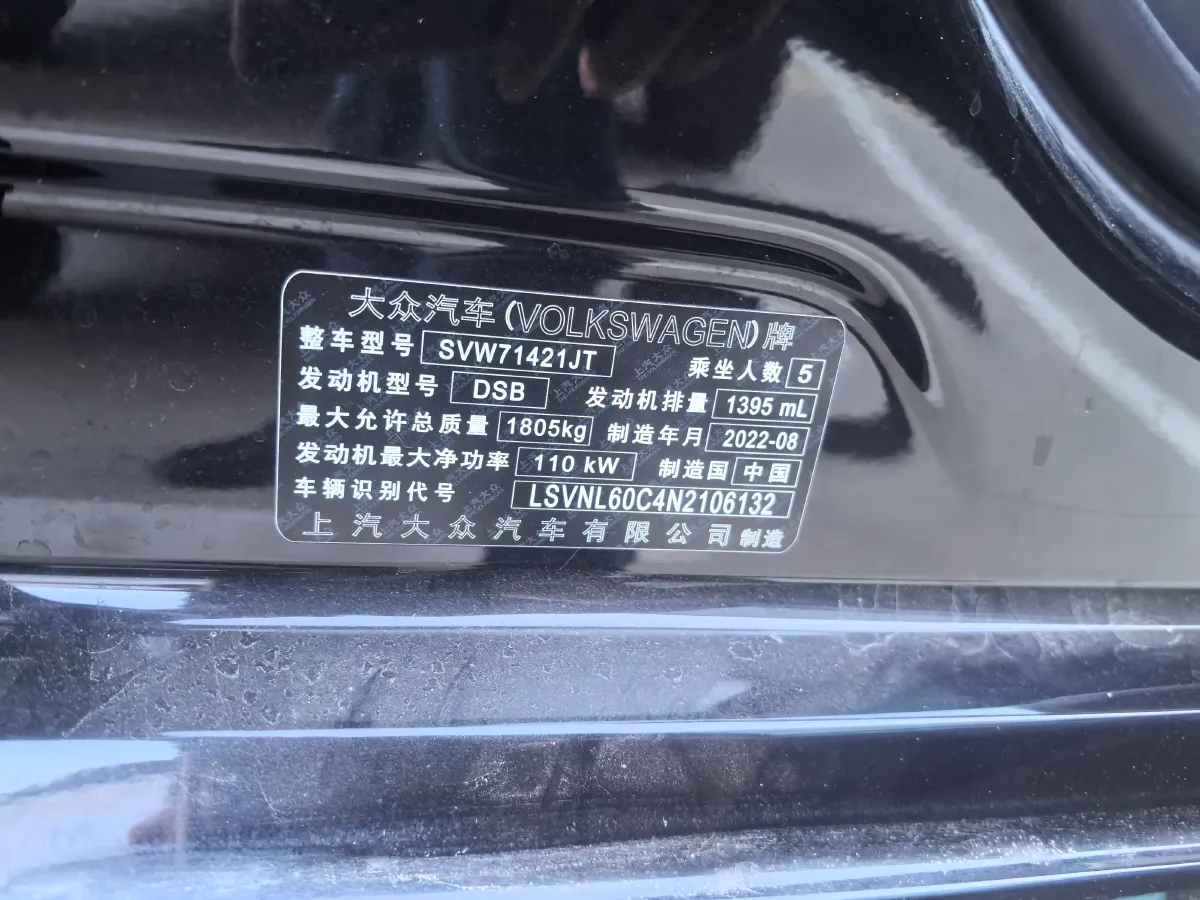 大众汽车(VOLKSWAGEN)牌
整车型号 SVW71421JT 乘坐人数 5
发动机型号 DSB 发动机排量 1395 mL
最大允许总质量 1805kg 制造年月 2022-08
发动机最大净功率 110 kW 制造国 中国
车辆识别代号 LSVNL60C4N2106132
上汽大众汽车有限公司 制造